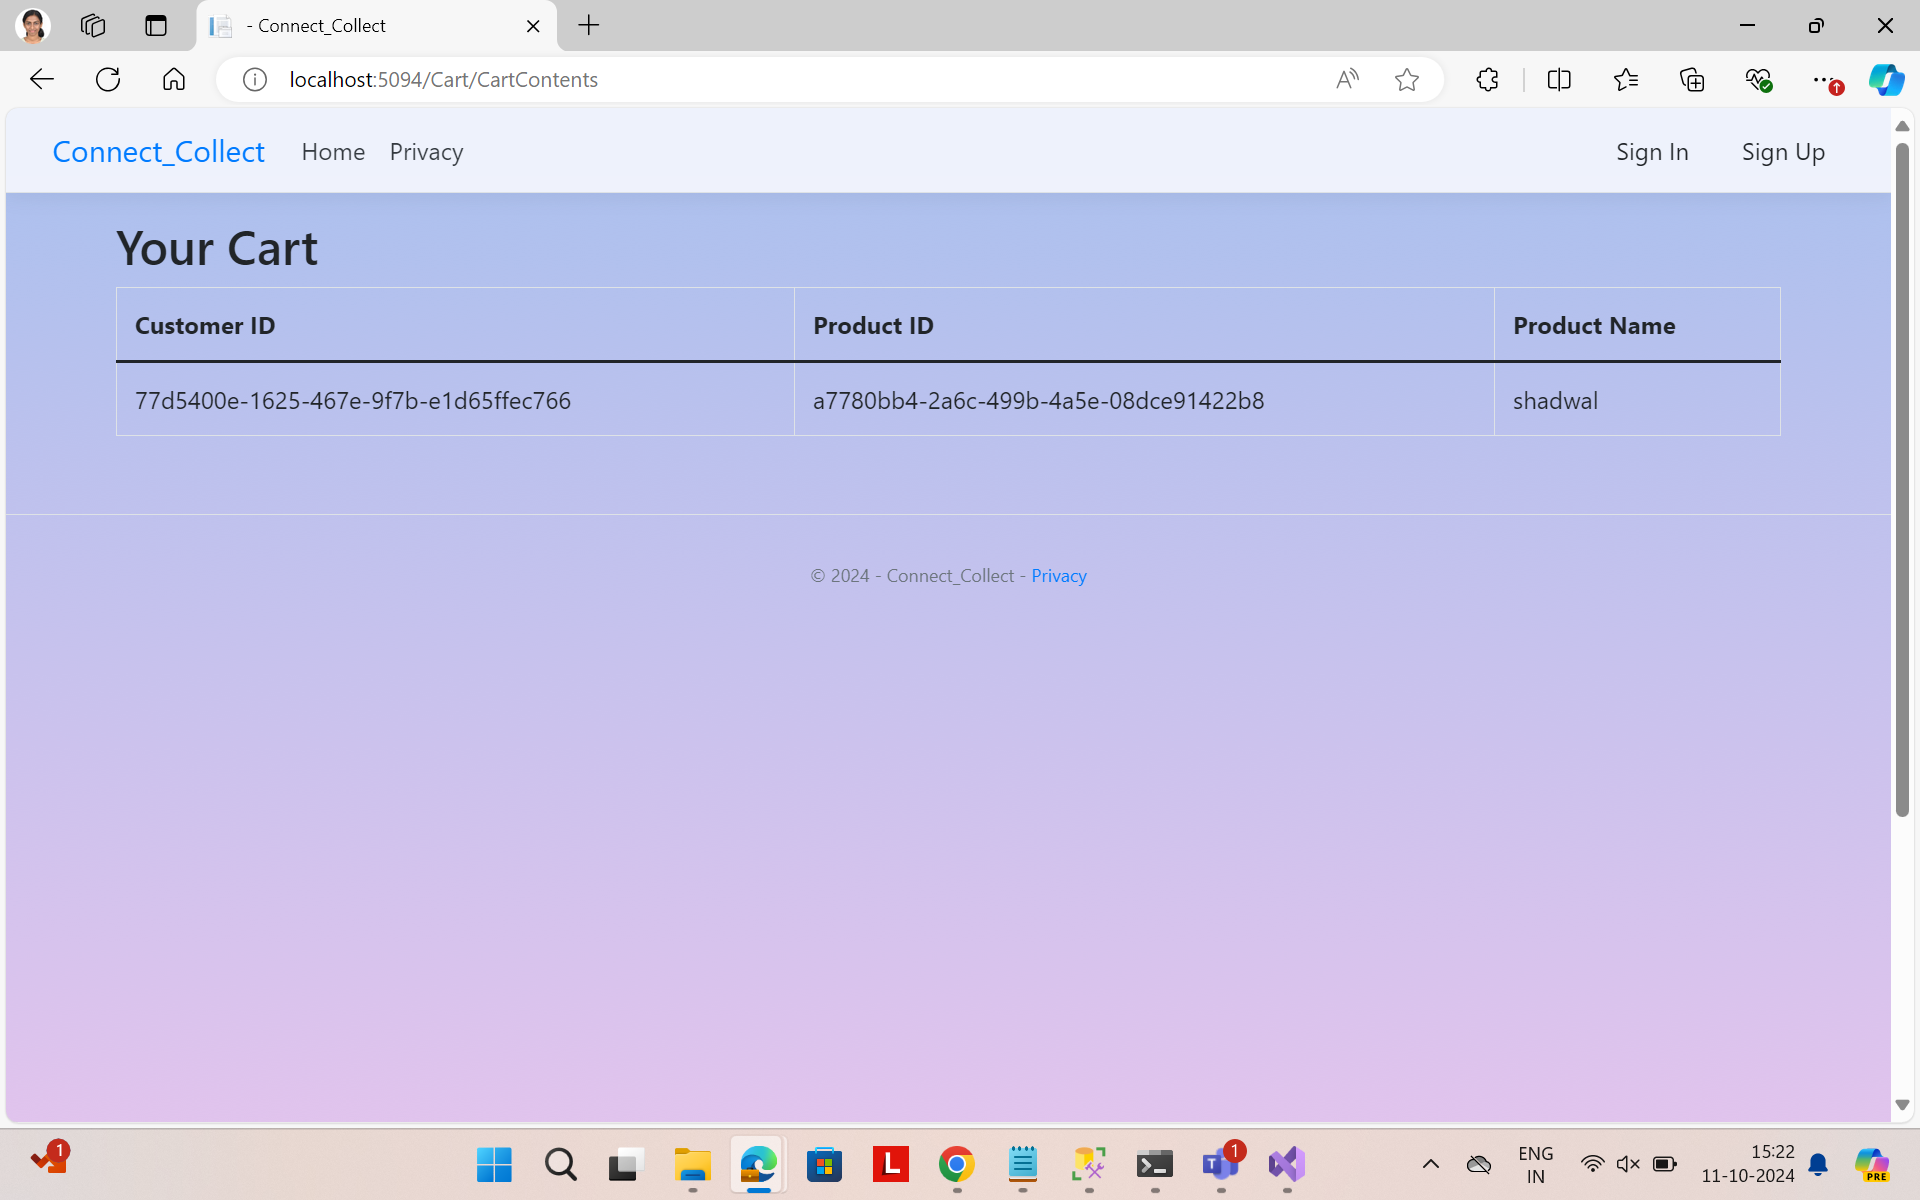 - Connect_Collect
localhost:5094/Cart/CartContents
Connect_Collect Home Privacy Sign In Sign Up
Your Cart
Customer ID Product ID Product Name
77d5400e-1625-467e-9f7b-e1d65ffec766 a7780bb4-2a6c-499b-4a5e-08dce91422b8 shadwal
© 2024 - Connect_Collect - Privacy
1
L
T
1
ENG
IN
15:22
11-10-2024
PRE